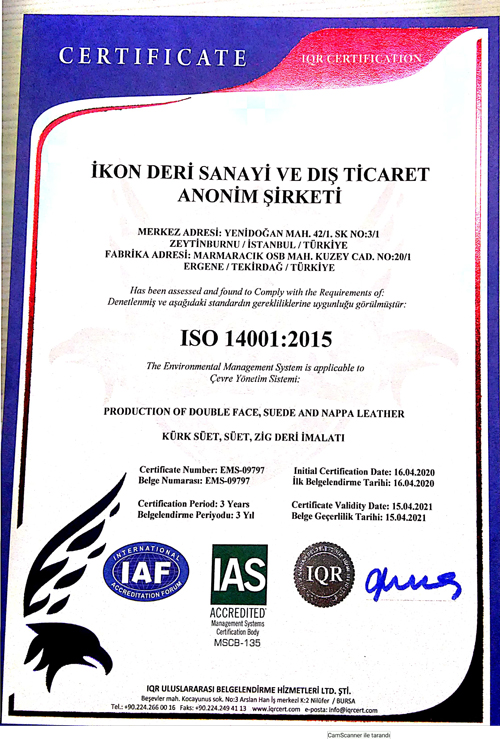 CERTIFICATE
IQR CERTIFICATION
İKON DERİ SANAYİ VE DIŞ TİCARET
ANONİM ŞİRKETİ
MERKEZ ADRESİ: YENİDOĞAN MAH. 42/1. SK NO:3/1
ZEYTİNBURNU / İSTANBUL / TÜRKİYE
FABRİKA ADRESİ: MARMARACIK OSB MAH. KUZEY CAD. NO:20/1
ERGENE / TEKİRDAĞ / TÜRKİYE
Has been assessed and found to Comply with the Requirements of:
Denetlenmiş ve aşağıdaki standardın gerekliliklerine uygunluğu görülmüştür:
ISO 14001:2015
The Environmental Management System is applicable to
Çevre Yönetim Sistemi:
PRODUCTION OF DOUBLE FACE, SUEDE AND NAPPA LEATHER
KÜRK SÜET, SÜET, ZİG DERİ İMALATI
Certificate Number: EMS-09797
Belge Numarası: EMS-09797
Initial Certification Date: 16.04.2020
İlk Belgelendirme Tarihi: 16.04.2020
Certification Period: 3 Years
Belgelendirme Periyodu: 3 Yıl
Certificate Validity Date: 15.04.2021
Belge Geçerlilik Tarihi: 15.04.2021
INTERNATIONAL
IAF
ACCREDITATION FORUM
IAS
ACCREDITED
Management Systems
Certification Body
MSCB-135
IQR
IQR ULUSLARARASI BELGELENDİRME HİZMETLERİ LTD. ŞTİ.
Beşevler mah. Kocayunus sok. No:3 Arslan Han İş merkezi K:2 Nilüfer / BURSA
Tel.: +90.224.266 00 16 Faks: +90.224.249 41 13 www.iqrcert.com e-posta: info@iqrcert.com
CamScanner ile tarandı